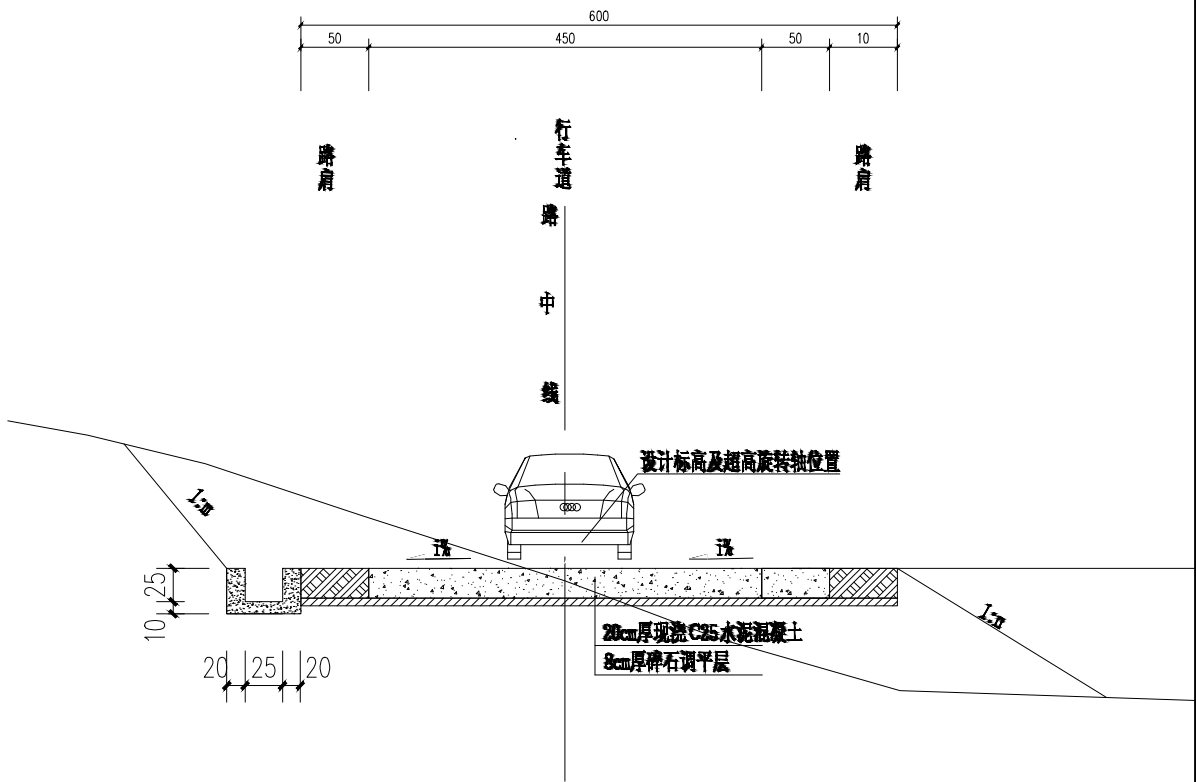 600
50 450 50 10
路肩
行车道
路肩
路中线
设计标高及超高旋转轴位置
1:m
i%
i%
25
10
1:n
20cm厚现浇C25水泥混凝土
8cm厚碎石调平层
20 25 20